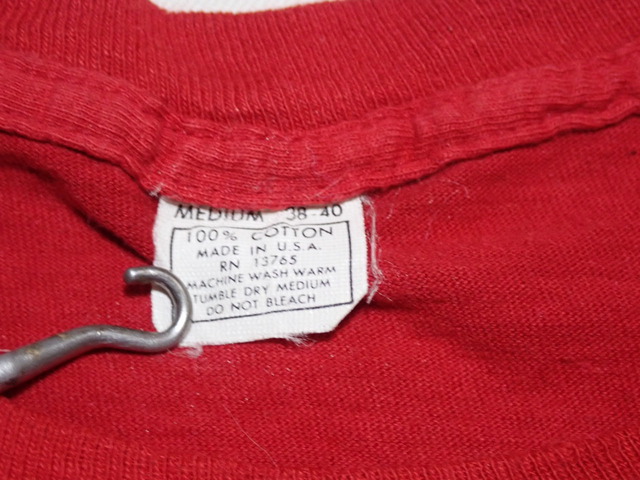 MEDIUM 38-40
100% COTTON
MADE IN U.S.A.
RN 13765
MACHINE WASH WARM
TUMBLE DRY MEDIUM
DO NOT BLEACH